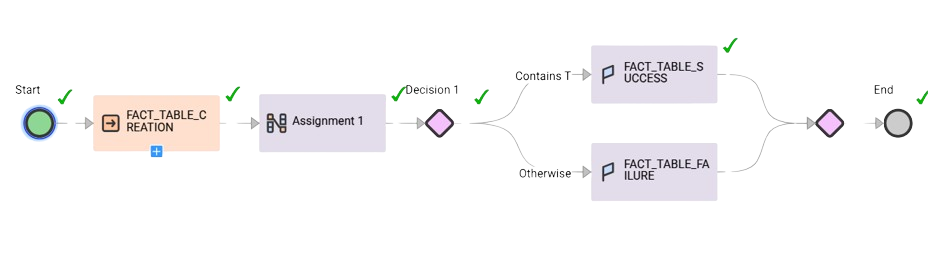 Start
FACT_TABLE_C
REATION
Assignment 1
Decision 1
Contains T
FACT_TABLE_S
UCCESS
Otherwise
FACT_TABLE_FA
ILURE
End